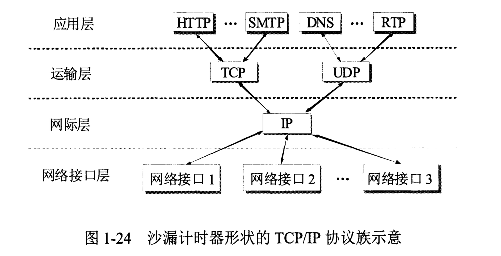 应用层 HTTP ··· SMTP DNS ··· RTP
运输层 TCP UDP
网际层 IP
网络接口层 网络接口 1 网络接口 2 ··· 网络接口 3
图 1-24 沙漏计时器形状的 TCP/IP 协议族示意